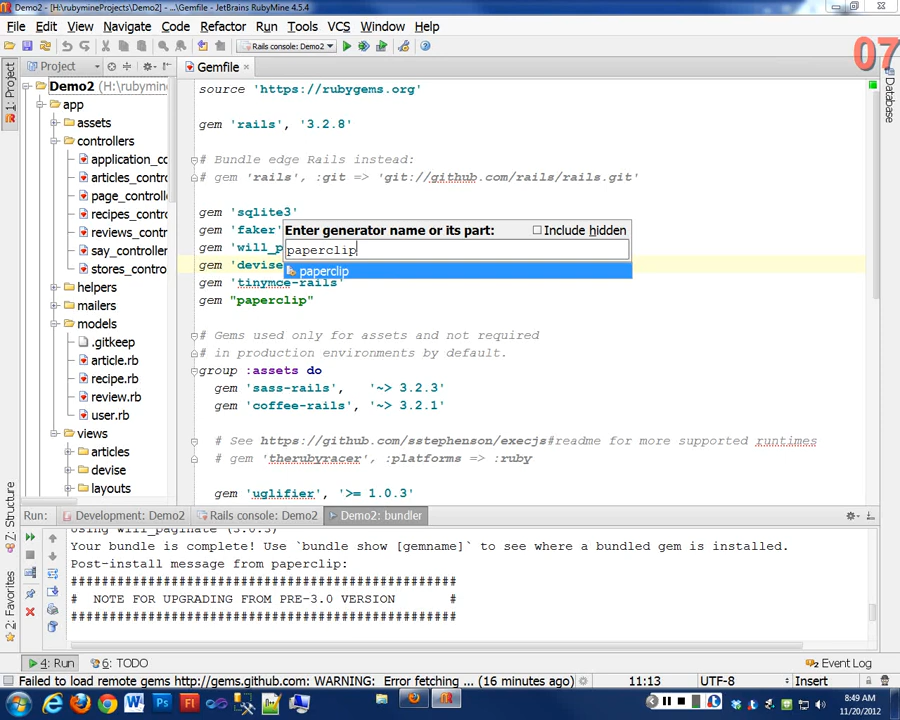 Demo2 - [H:\rubymineProjects\Demo2] - ...\Gemfile - JetBrains RubyMine 4.5.4
File Edit View Navigate Code Refactor Run Tools VCS Window Help
Rails console: Demo2
07
Project
Gemfile
1: Project
Database
Demo2 (H:\rubymine
app
assets
controllers
application_co
articles_contro
page_controlle
recipes_contro
reviews_contro
say_controller
stores_contro
helpers
mailers
models
.gitkeep
article.rb
recipe.rb
review.rb
user.rb
views
articles
devise
layouts
source 'https://rubygems.org'
gem 'rails', '3.2.8'
# Bundle edge Rails instead:
# gem 'rails', :git => 'git://github.com/rails/rails.git'
gem 'sqlite3'
gem 'faker'
gem 'will_p
gem 'devise
gem 'tinymce-rails'
gem "paperclip"
Enter generator name or its part: Include hidden
paperclip
paperclip
# Gems used only for assets and not required
# in production environments by default.
group :assets do
gem 'sass-rails', '~> 3.2.3'
gem 'coffee-rails', '~> 3.2.1'
# See https://github.com/sstephenson/execjs#readme for more supported runtimes
# gem 'therubyracer', :platforms => :ruby
gem 'uglifier', '>= 1.0.3'
Z: Structure
2: Favorites
Run: Development: Demo2 Rails console: Demo2 Demo2: bundler
Using will_paginate (3.0.3)
Your bundle is complete! Use `bundle show [gemname]` to see where a bundled gem is installed.
Post-install message from paperclip:
##################################################
# NOTE FOR UPGRADING FROM PRE-3.0 VERSION #
##################################################
4: Run 6: TODO Event Log
Failed to load remote gems http://gems.github.com: WARNING: Error fetching ... (16 minutes ago) 11:13 UTF-8 Insert
8:49 AM
11/20/2012